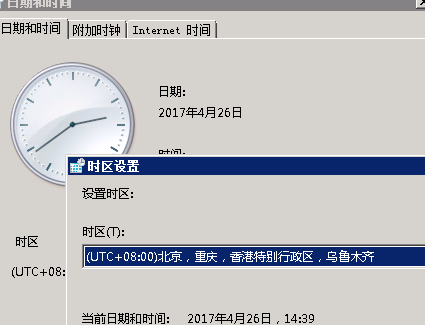 日期和时间
日期和时间 附加时钟 Internet 时间
日期:
2017年4月26日
时间:
时区设置
设置时区:
时区
时区(T):
(UTC+08:
(UTC+08:00)北京，重庆，香港特别行政区，乌鲁木齐
当前日期和时间: 2017年4月26日，14:39